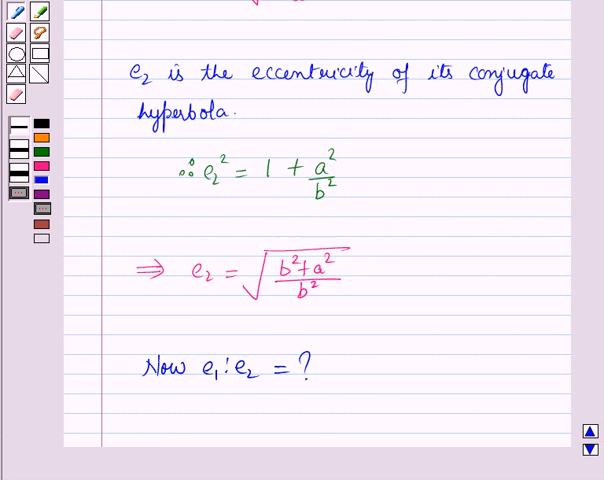 e₂ is the eccentricity of its conjugate
hyperbola.
∴ e₂² = 1 + a²/b²
⇒ e₂ = √((b²+a²)/b²)
Now e₁:e₂ = ?